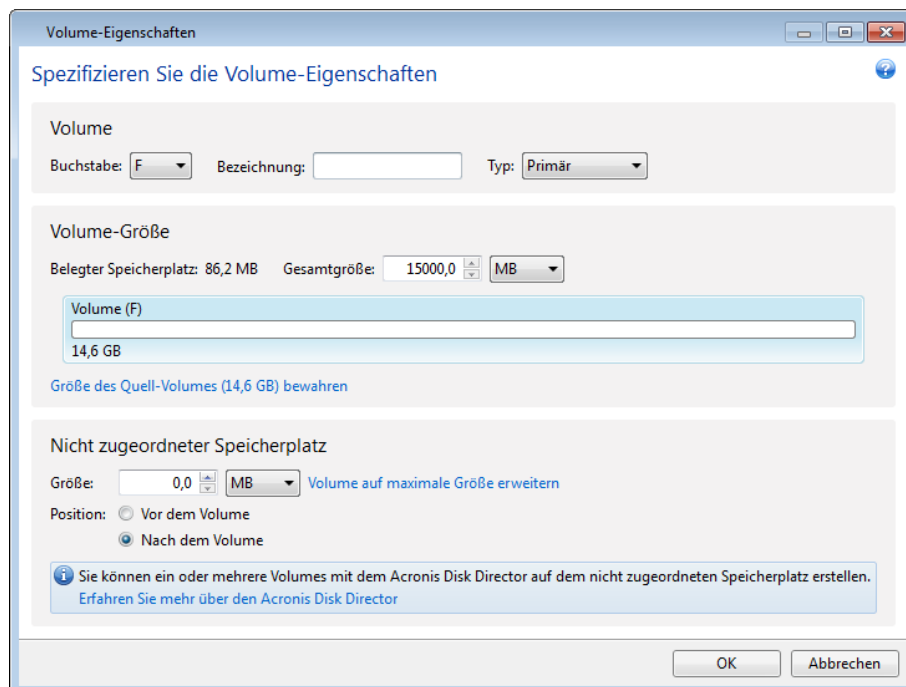 Volume-Eigenschaften
Spezifizieren Sie die Volume-Eigenschaften
Volume
Buchstabe: F Bezeichnung: Typ: Primär
Volume-Größe
Belegter Speicherplatz: 86,2 MB Gesamtgröße: 15000,0 MB
Volume (F)
14,6 GB
Größe des Quell-Volumes (14,6 GB) bewahren
Nicht zugeordneter Speicherplatz
Größe: 0,0 MB Volume auf maximale Größe erweitern
Position: Vor dem Volume
Nach dem Volume
Sie können ein oder mehrere Volumes mit dem Acronis Disk Director auf dem nicht zugeordneten Speicherplatz erstellen.
Erfahren Sie mehr über den Acronis Disk Director
OK Abbrechen